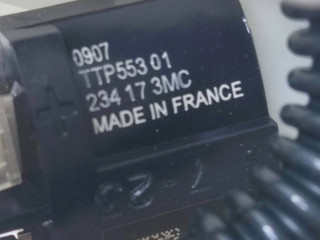 0907
TTP553 01
234 17 3MC
MADE IN FRANCE